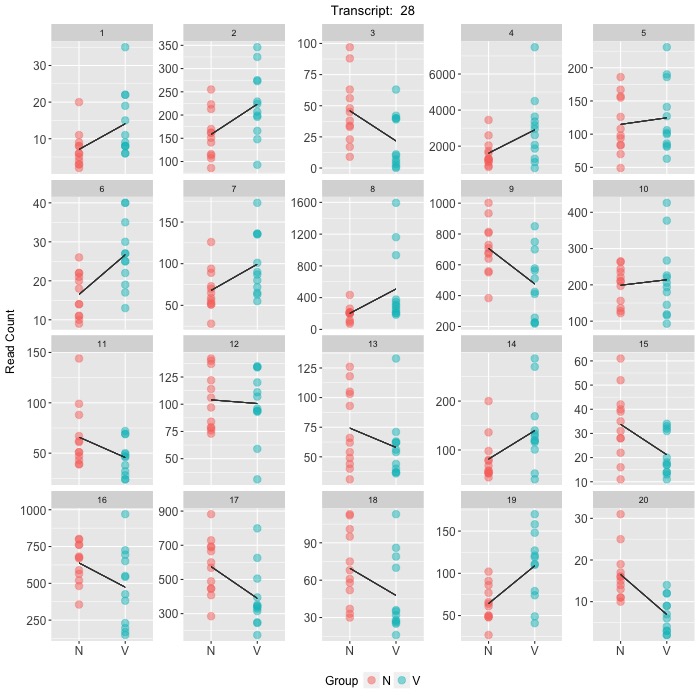 Transcript: 28
1 2 3 4 5
30 20 10
350 300 250 200 150 100
100 75 50 25 0
6000 4000 2000
200 150 100 50
6 7 8 9 10
40 30 20 10
150 100 50
1600 1200 800 400 0
1000 800 600 400 200
400 300 200 100
Read Count
11 12 13 14 15
150 100 50
125 100 75 50
125 100 75 50
200 100
60 50 40 30 20 10
16 17 18 19 20
1000 750 500 250
900 700 500 300
90 60 30
150 100 50
30 20 10
N V N V N V N V N V
Group N V